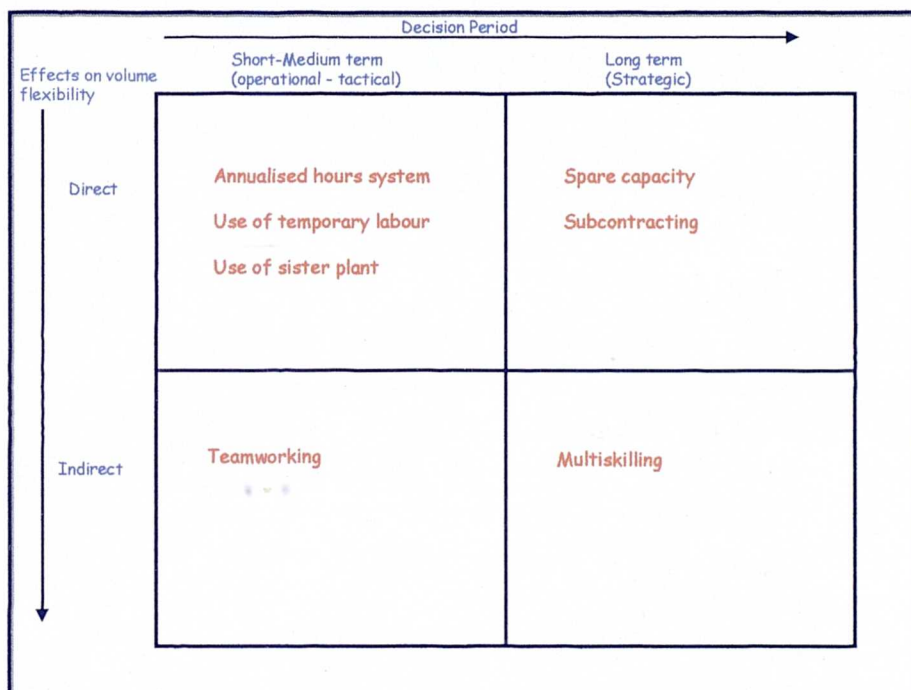 Decision Period
Short-Medium term
(operational - tactical)
Long term
(Strategic)
Effects on volume
flexibility
Direct
Annualised hours system
Use of temporary labour
Use of sister plant
Spare capacity
Subcontracting
Indirect
Teamworking
Multiskilling